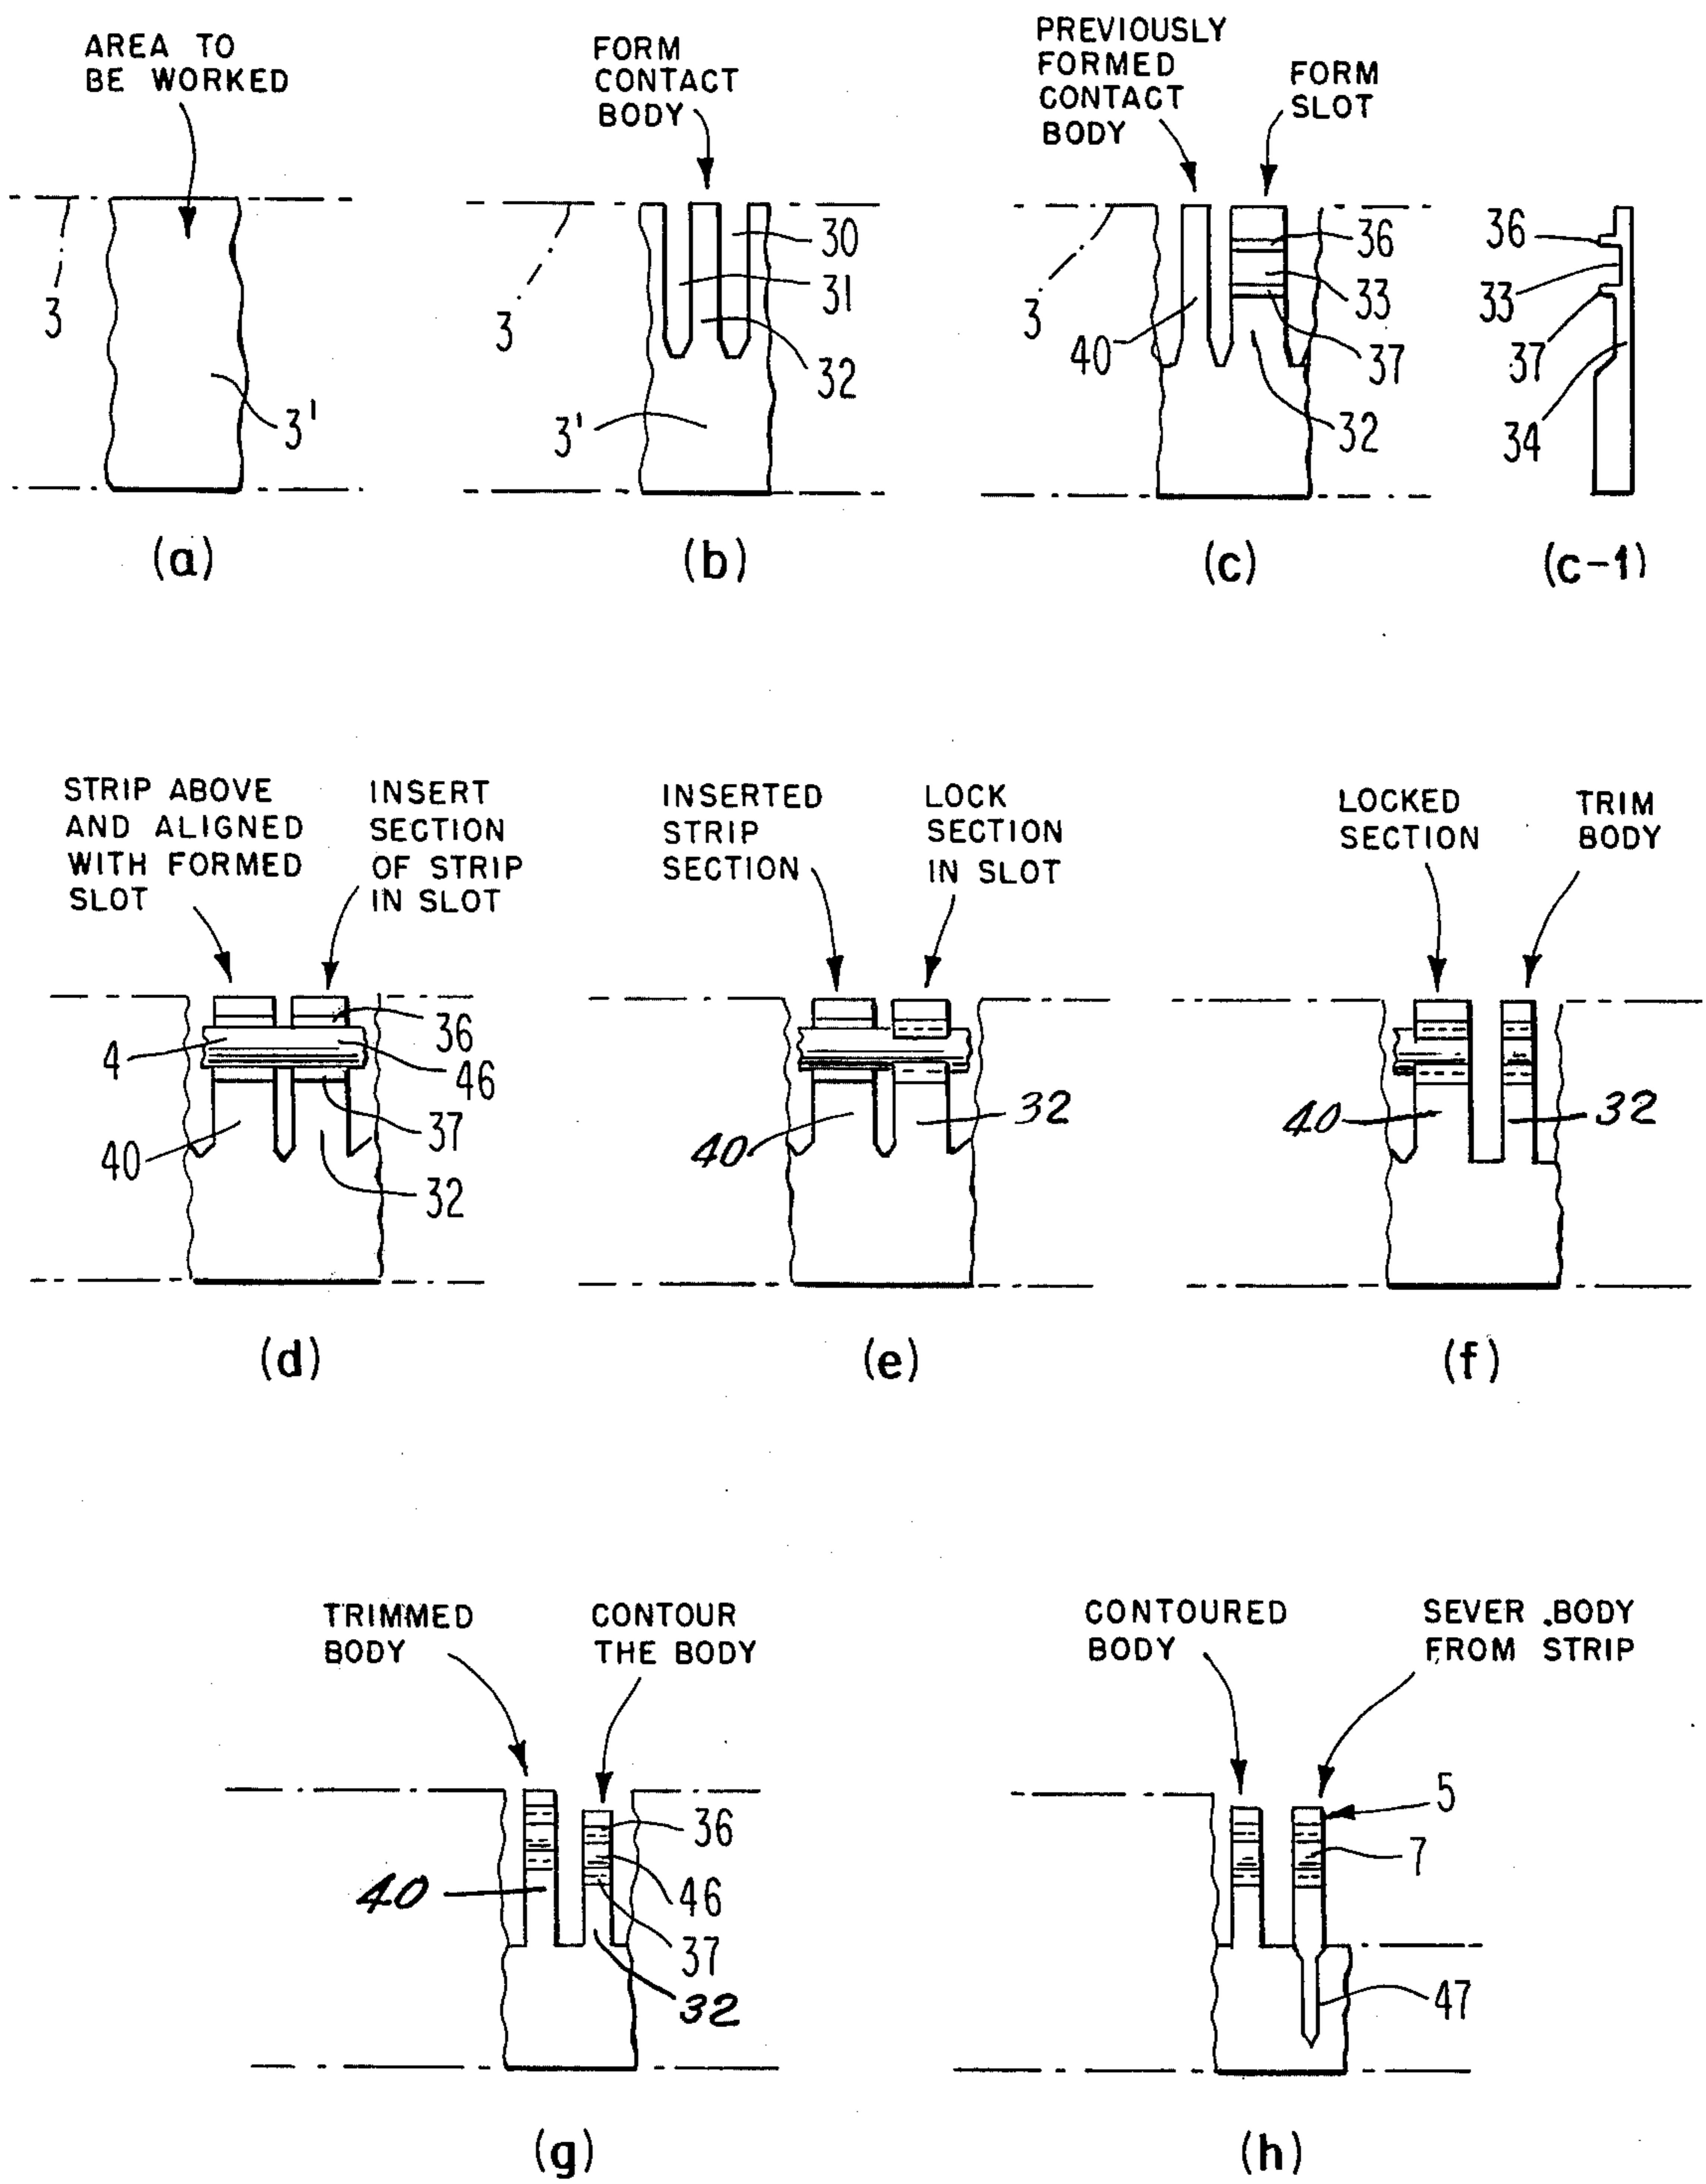 AREA TO
BE WORKED
3
3'
(a)
FORM
CONTACT
BODY
30
31
3
32
3'
(b)
PREVIOUSLY
FORMED
CONTACT
BODY
FORM
SLOT
36
33
3
40
37
32
(c)
36
33
37
34
(c-1)
STRIP ABOVE
AND ALIGNED
WITH FORMED
SLOT
INSERT
SECTION
OF STRIP
IN SLOT
36
4
46
37
40
32
(d)
INSERTED
STRIP
SECTION
LOCK
SECTION
IN SLOT
32
40
(e)
LOCKED
SECTION
TRIM
BODY
40
32
(f)
TRIMMED
BODY
CONTOUR
THE BODY
36
40
46
37
32
(g)
CONTOURED
BODY
SEVER .BODY
FROM STRIP
5
7
47
(h)